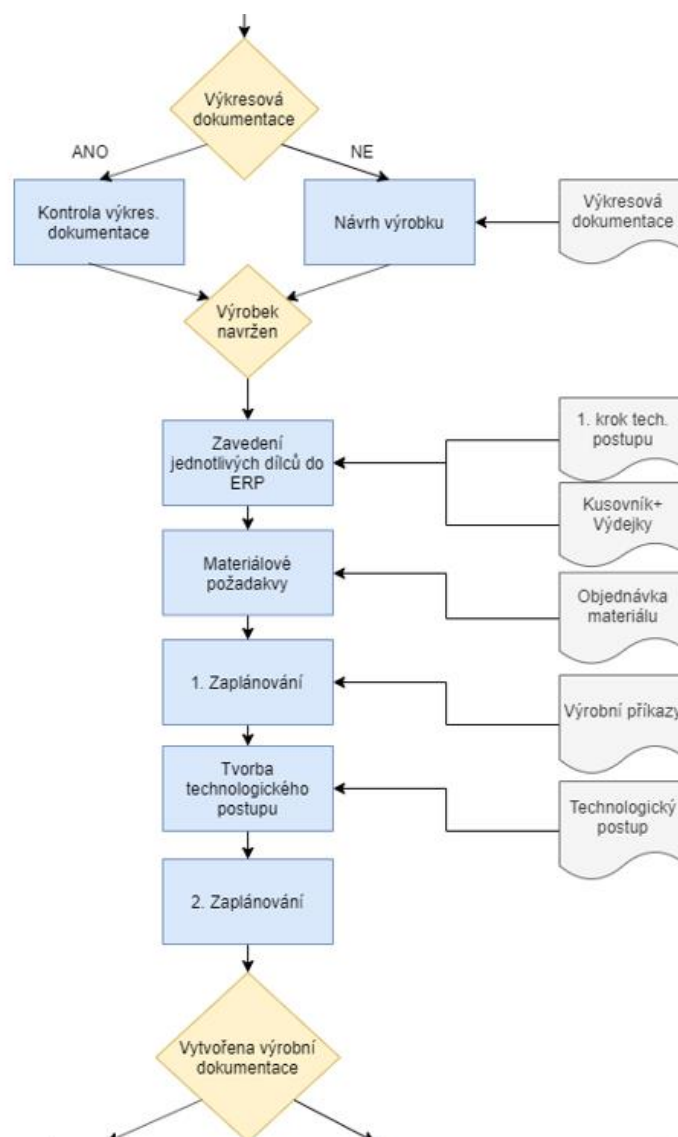 Výkresová
dokumentace
ANO
NE
Kontrola výkres.
dokumentace
Návrh výrobku
Výkresová
dokumentace
Výrobek
navržen
Zavedení
jednotlivých dílců do
ERP
1. krok tech.
postupu
Kusovník+
Výdejky
Materiálové
požadakvy
Objednávka
materiálu
1. Zaplánování
Výrobní příkazy
Tvorba
technologického
postupu
Technologický
postup
2. Zaplánování
Vytvořena výrobní
dokumentace